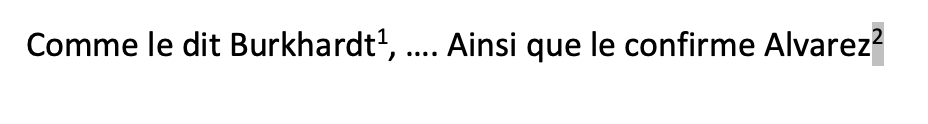 Comme le dit Burkhardt¹, .... Ainsi que le confirme Alvarez²